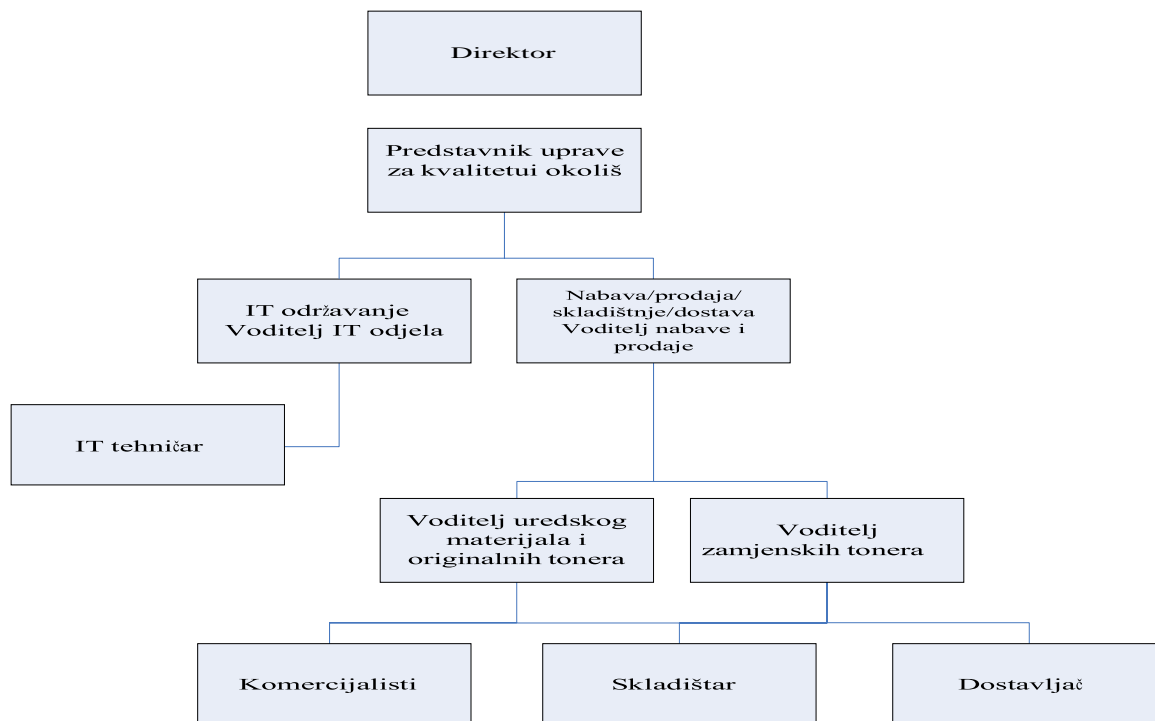 Direktor
Predstavnik uprave
za kvalitetui okoliš
IT održavanje
Voditelj IT odjela
Nabava/prodaja/
skladištnje/dostava
Voditelj nabave i
prodaje
IT tehničar
Voditelj uredskog
materijala i
originalnih tonera
Voditelj
zamjenskih tonera
Komercijalisti
Skladištar
Dostavljač